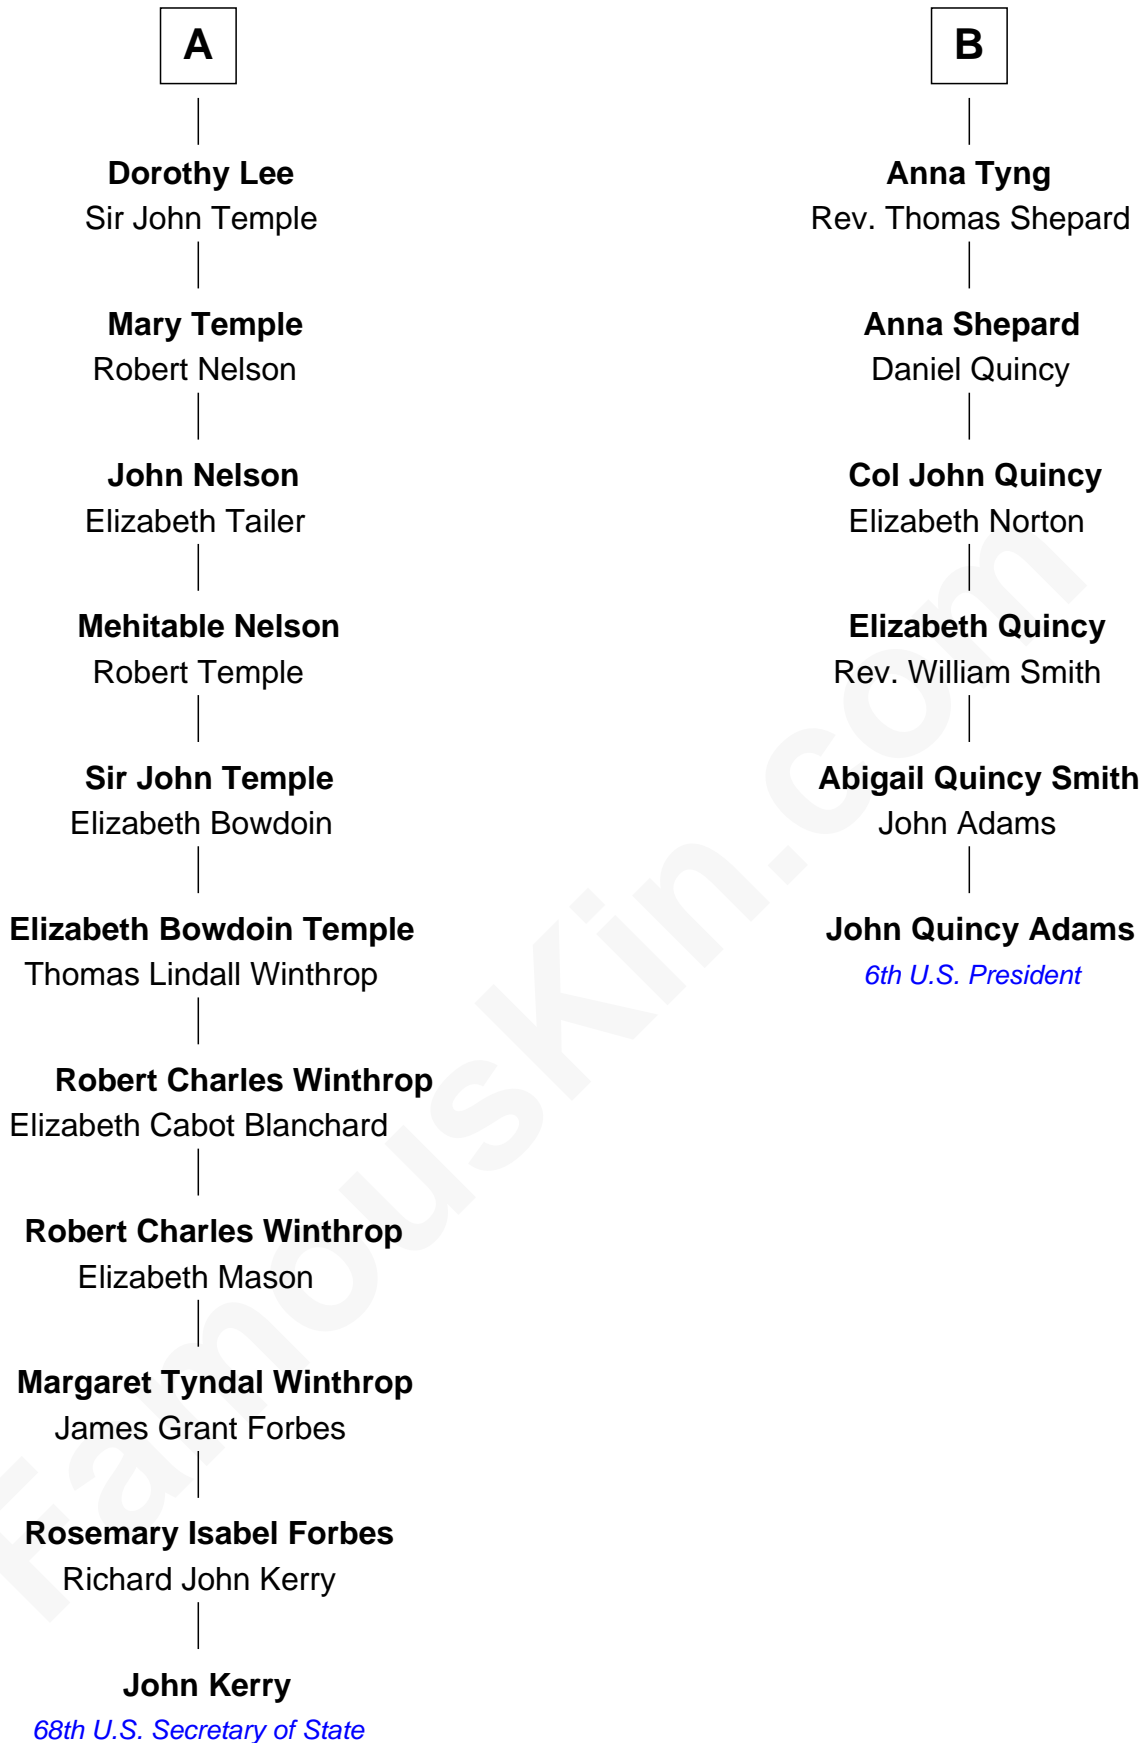 A
Dorothy Lee
Sir John Temple
Mary Temple
Robert Nelson
John Nelson
Elizabeth Tailer
Mehitable Nelson
Robert Temple
Sir John Temple
Elizabeth Bowdoin
Elizabeth Bowdoin Temple
Thomas Lindall Winthrop
Robert Charles Winthrop
Elizabeth Cabot Blanchard
Robert Charles Winthrop
Elizabeth Mason
Margaret Tyndal Winthrop
James Grant Forbes
Rosemary Isabel Forbes
Richard John Kerry
John Kerry
68th U.S. Secretary of State
B
Anna Tyng
Rev. Thomas Shepard
Anna Shepard
Daniel Quincy
Col John Quincy
Elizabeth Norton
Elizabeth Quincy
Rev. William Smith
Abigail Quincy Smith
John Adams
John Quincy Adams
6th U.S. President
FamousKin.com